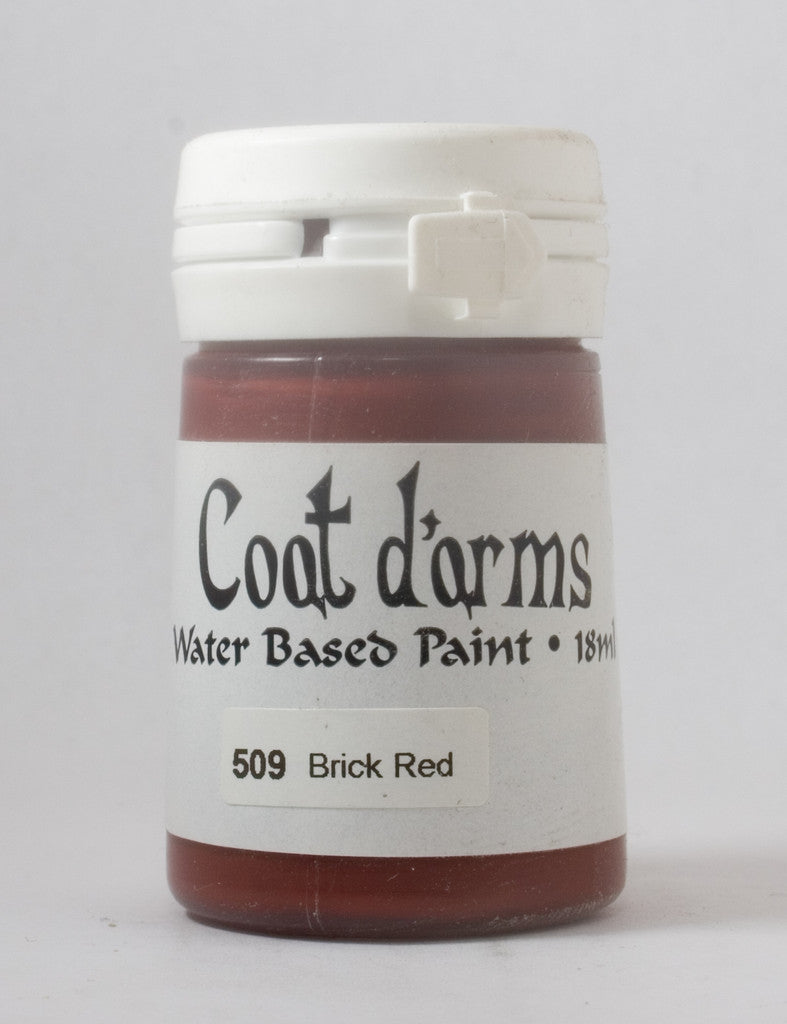 Coat d'arms
Water Based Paint • 18ml
509 Brick Red